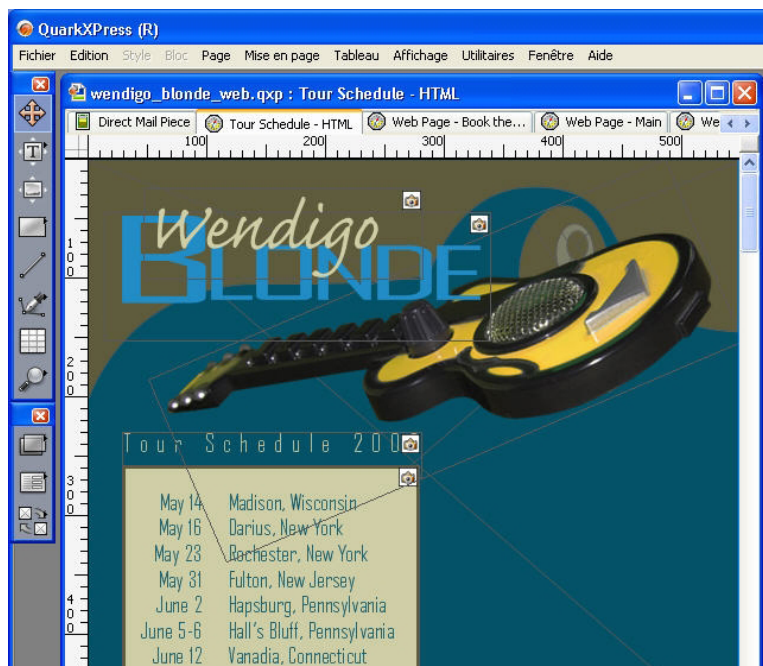 QuarkXPress (R)
Fichier Edition Style Bloc Page Mise en page Tableau Affichage Utilitaires Fenêtre Aide
wendigo_blonde_web.qxp : Tour Schedule - HTML
Direct Mail Piece Tour Schedule - HTML Web Page - Book the... Web Page - Main We
100 200 300 400 500
Wendigo
BLONDE
100
200
Tour Schedule 200
300
May 14 Madison, Wisconsin
May 16 Darius, New York
May 23 Rochester, New York
May 31 Fulton, New Jersey
400
June 2 Hapsburg, Pennsylvania
June 5-6 Hall's Bluff, Pennsylvania
June 12 Vanadia, Connecticut